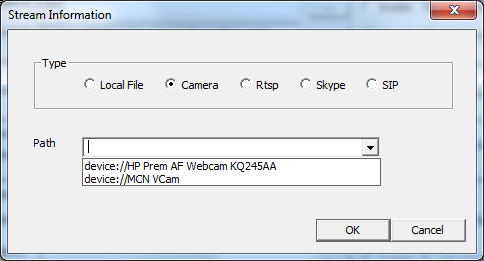 Stream Information
Type
Local File Camera Rtsp Skype SIP
Path
device://HP Prem AF Webcam KQ245AA
device://MCN VCam
OK Cancel